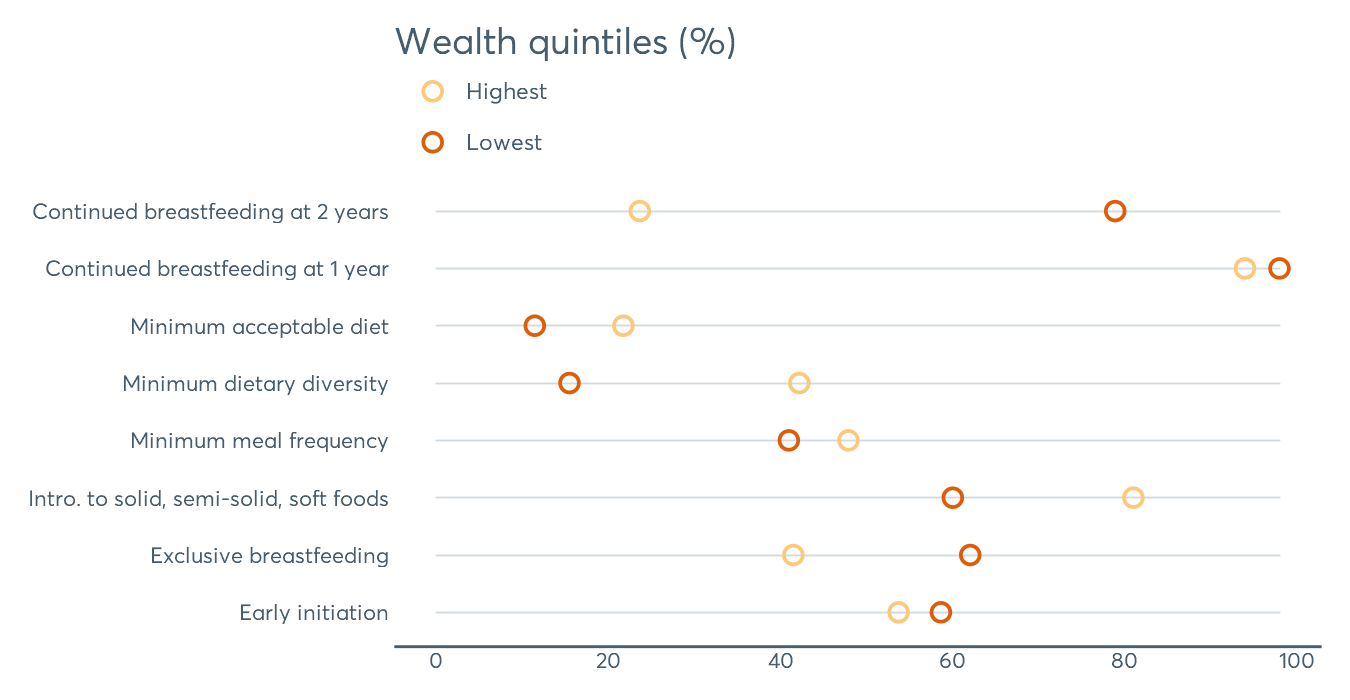 Wealth quintiles (%)
Highest
Lowest
Continued breastfeeding at 2 years
Continued breastfeeding at 1 year
Minimum acceptable diet
Minimum dietary diversity
Minimum meal frequency
Intro. to solid, semi-solid, soft foods
Exclusive breastfeeding
Early initiation
0 20 40 60 80 100